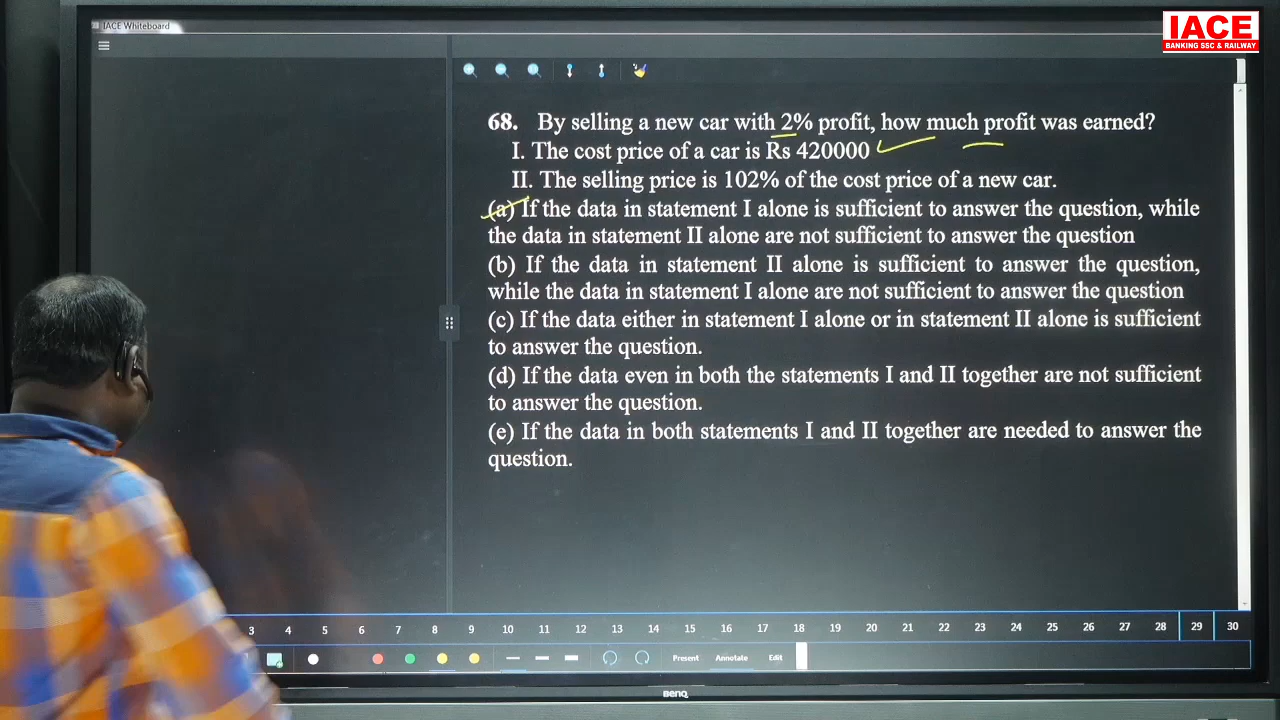 IACE Whiteboard
IACE
BANKING SSC & RAILWAY
68. By selling a new car with 2% profit, how much profit was earned?
I. The cost price of a car is Rs 420000
II. The selling price is 102% of the cost price of a new car.
(a) If the data in statement I alone is sufficient to answer the question, while
the data in statement II alone are not sufficient to answer the question
(b) If the data in statement II alone is sufficient to answer the question,
while the data in statement I alone are not sufficient to answer the question
(c) If the data either in statement I alone or in statement II alone is sufficient
to answer the question.
(d) If the data even in both the statements I and II together are not sufficient
to answer the question.
(e) If the data in both statements I and II together are needed to answer the
question.
3 4 5 6 7 8 9 10 11 12 13 14 15 16 17 18 19 20 21 22 23 24 25 26 27 28 29 30
Present Annotate Edit
BenQ